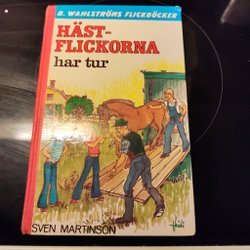 B. WAHLSTRÖMS FLICKBÖCKER
HÄST-
FLICKORNA
har tur
SVEN MARTINSON